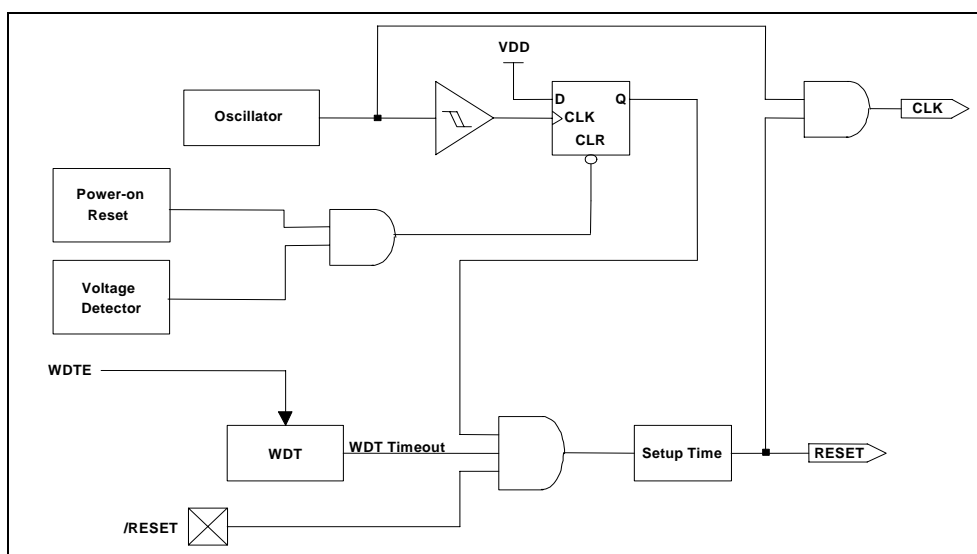 VDD
Oscillator
D
Q
CLK
CLR
CLK
Power-on
Reset
Voltage
Detector
WDTE
WDT
WDT Timeout
Setup Time
RESET
/RESET